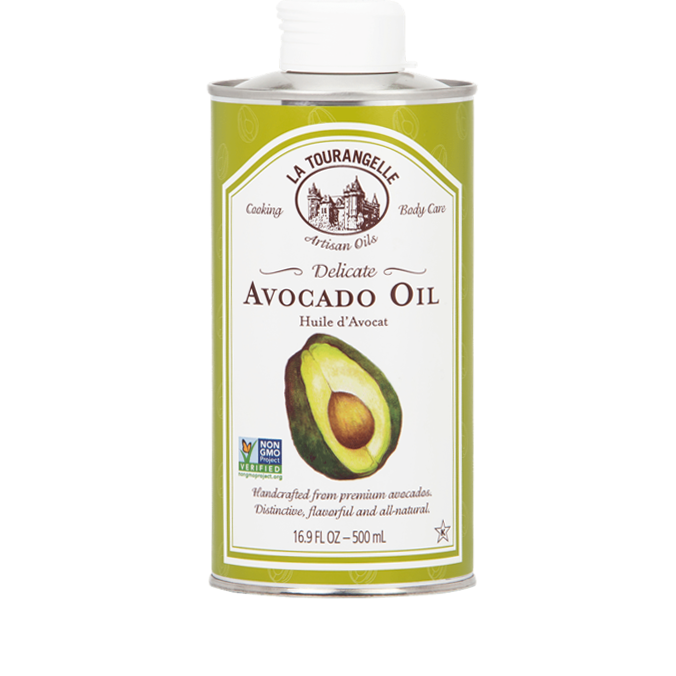 LA TOURANGELLE
Cooking
Body Care
Artisan Oils
Delicate
AVOCADO OIL
Huile d'Avocat
NON
GMO
Project
VERIFIED
nongmoproject.org
Handcrafted from premium avocados.
Distinctive, flavorful and all-natural.
16.9 FL OZ – 500 mL
K